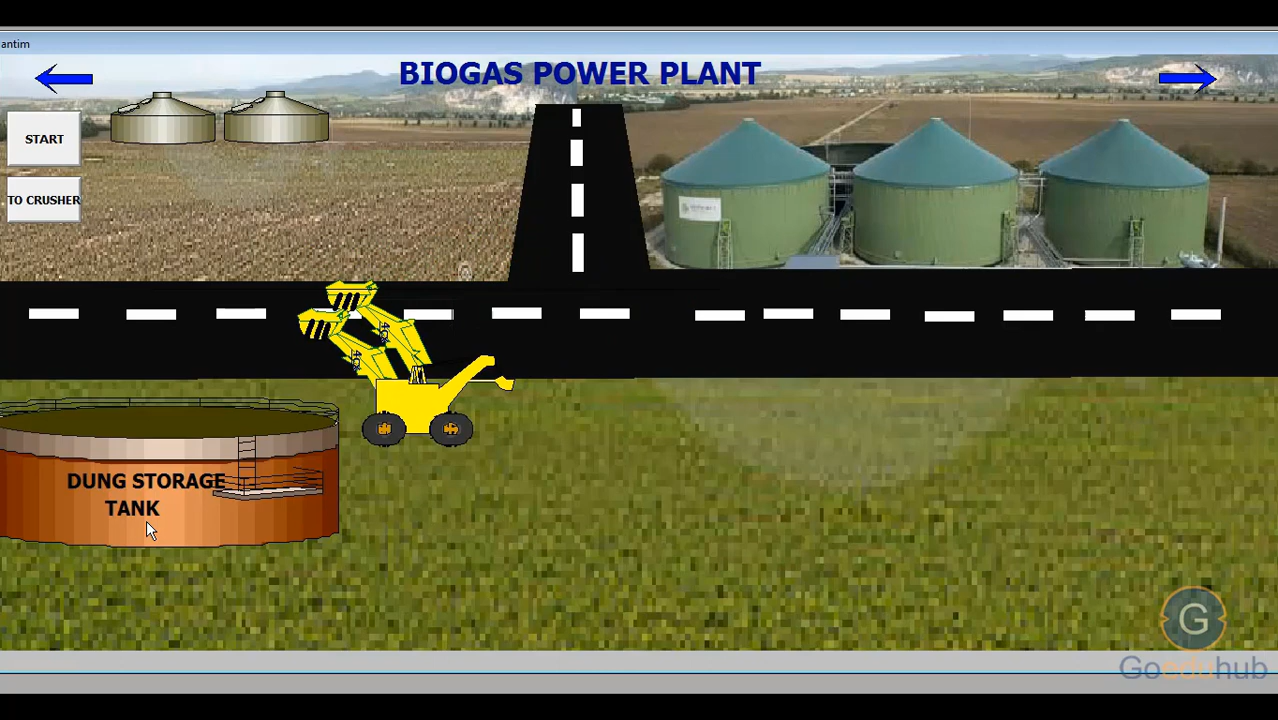 antim
BIOGAS POWER PLANT
START
TO CRUSHER
DUNG STORAGE
TANK
G
Goeduhub